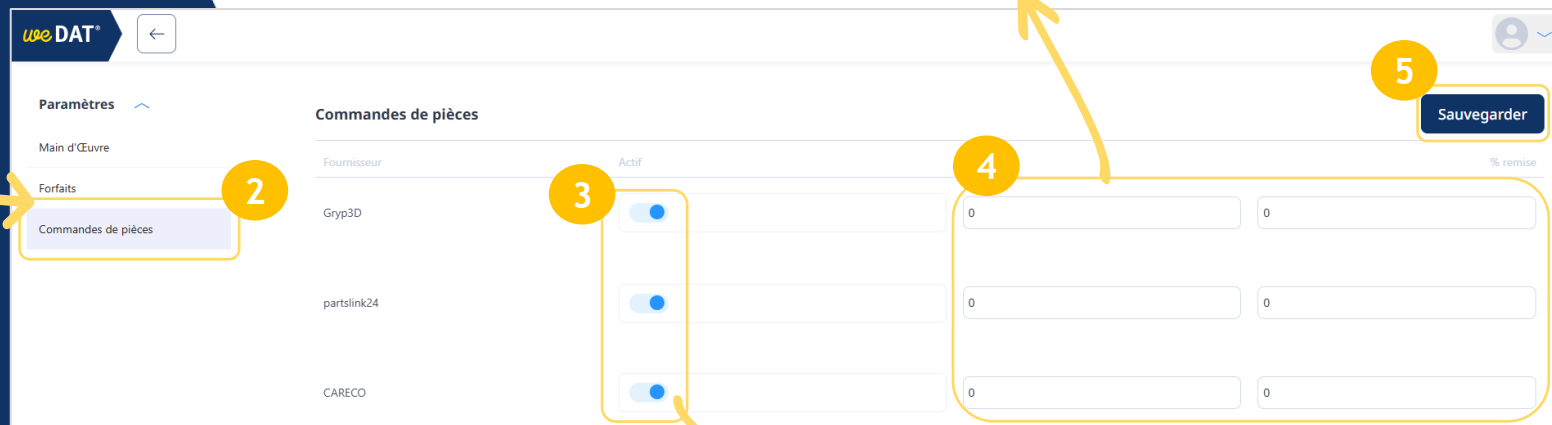 we DAT®
5
Paramètres
Commandes de pièces
Sauvegarder
Main d'Œuvre
Fournisseur Actif % remise
4
Forfaits
2
3
Gryp3D 0 0
Commandes de pièces
partslink24 0 0
CARECO 0 0